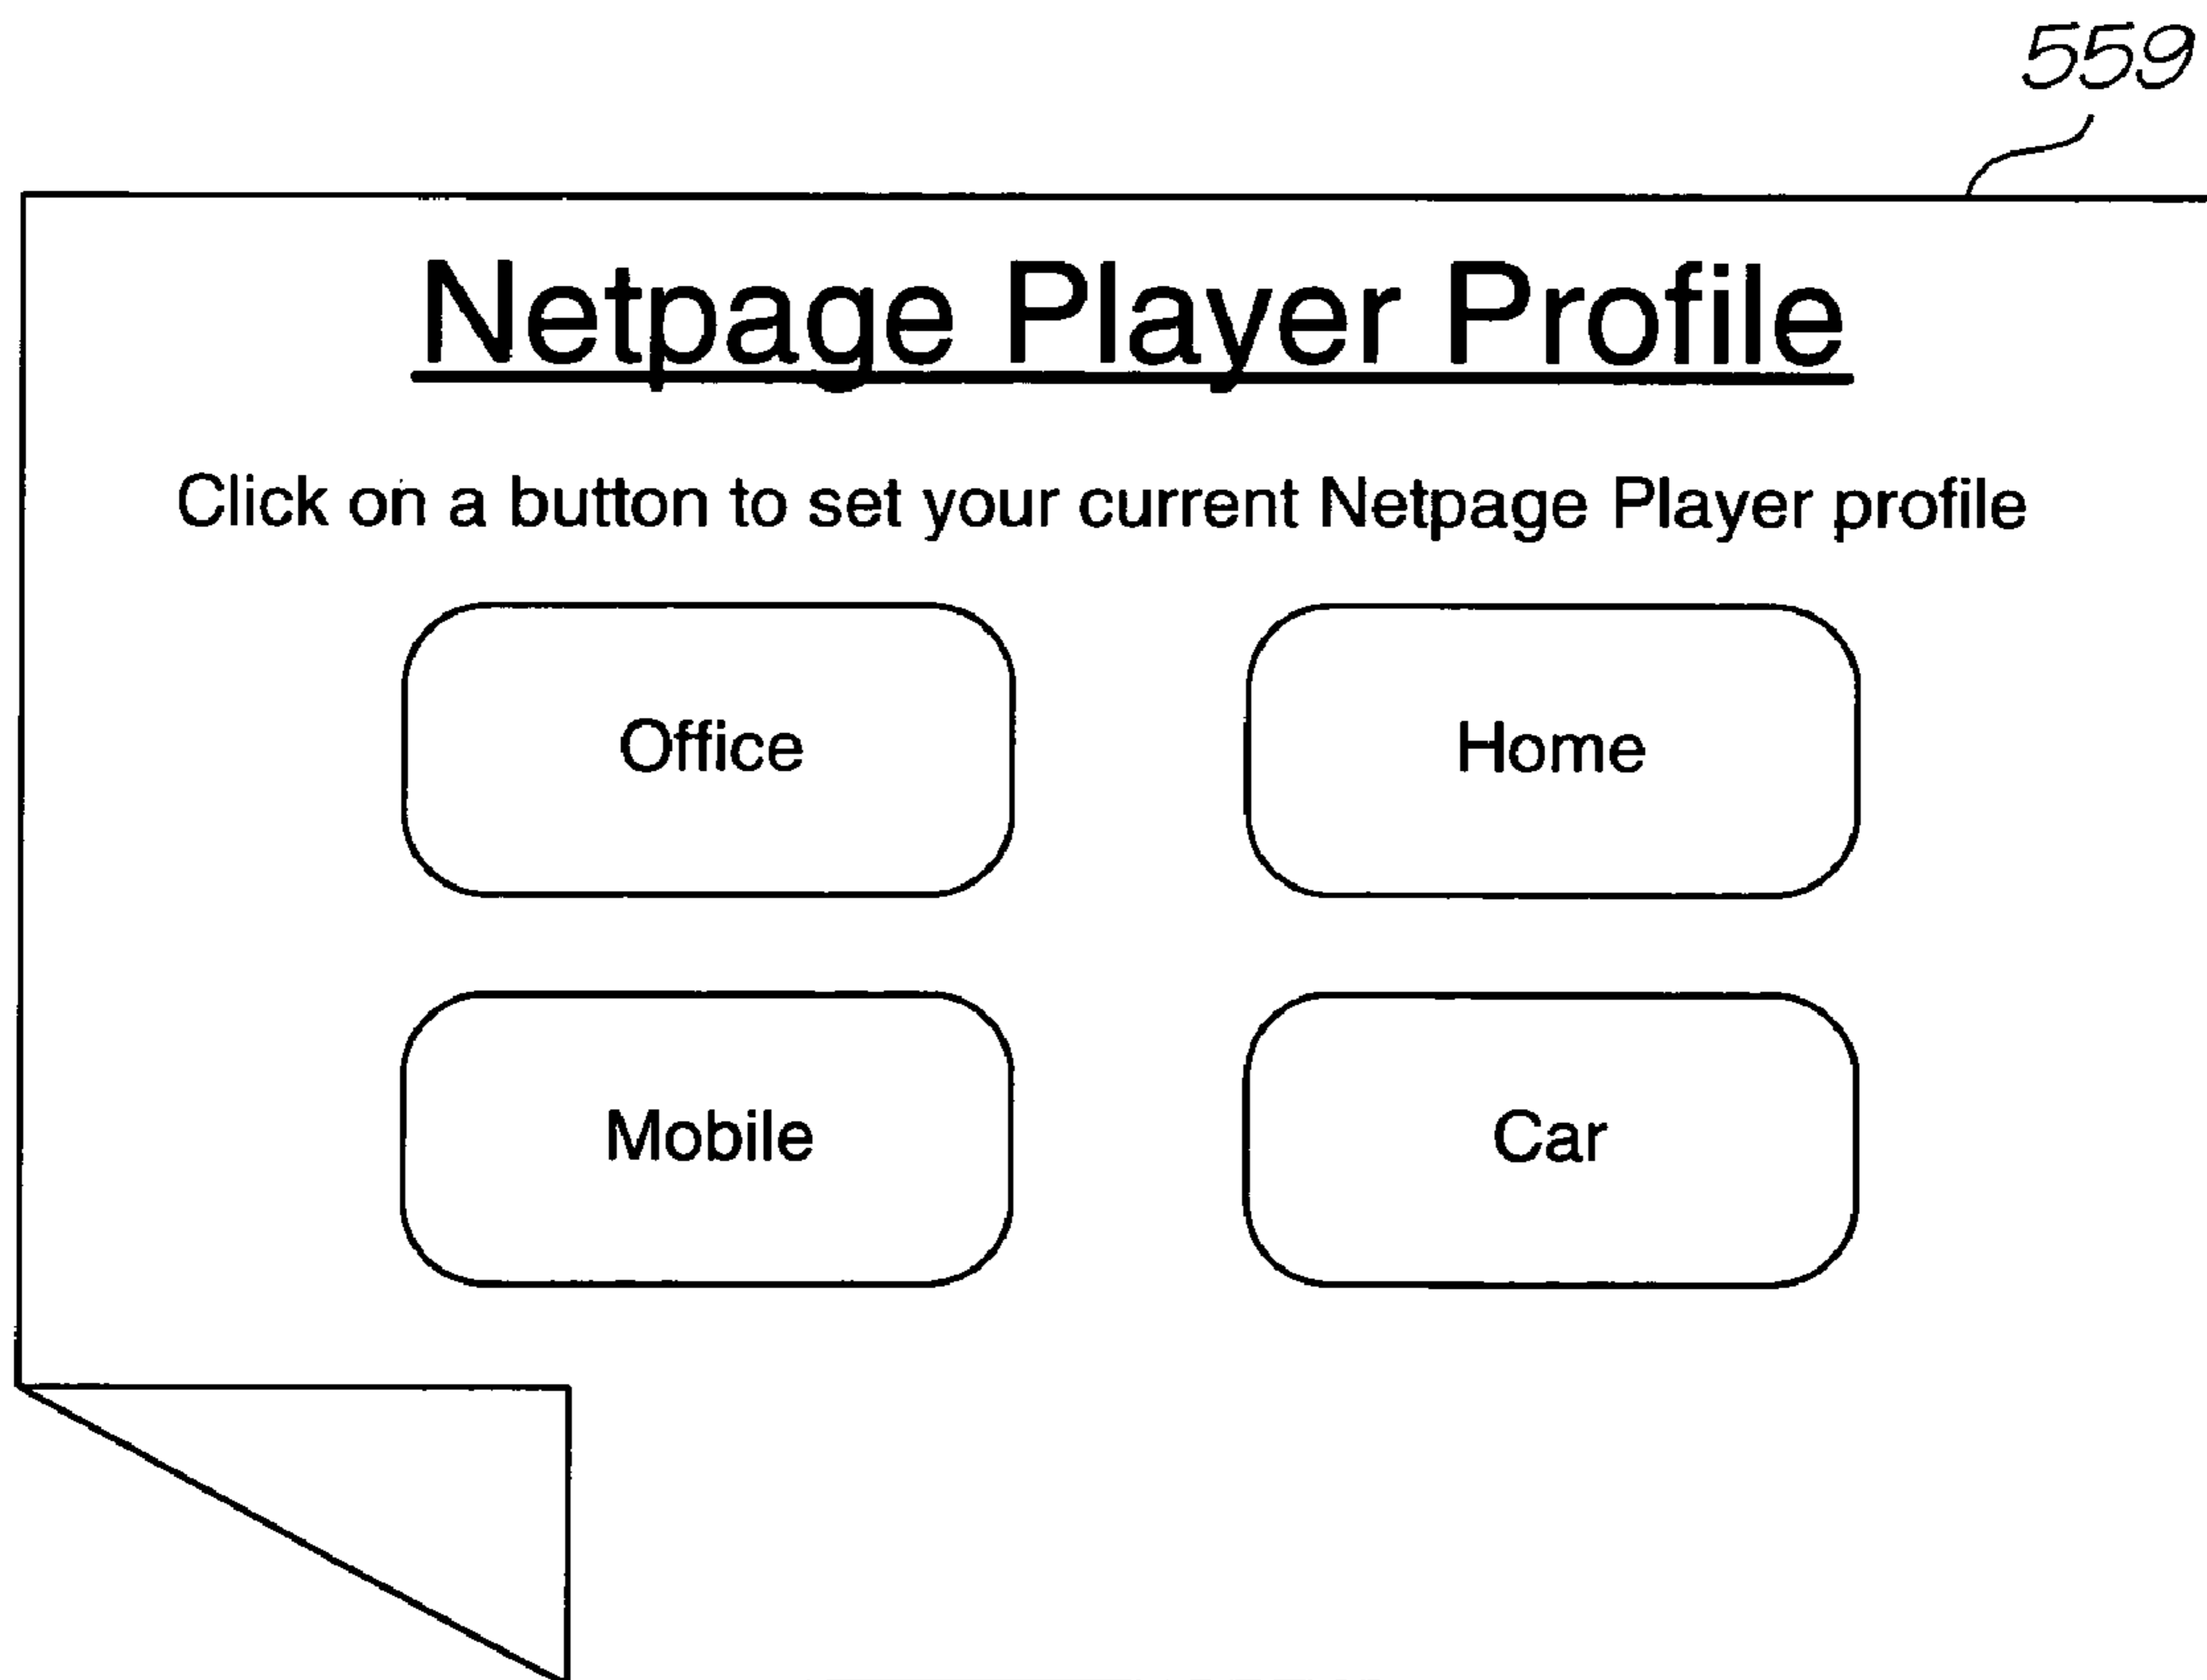 559
Netpage Player Profile
Click on a button to set your current Netpage Player profile
Office Home
Mobile Car